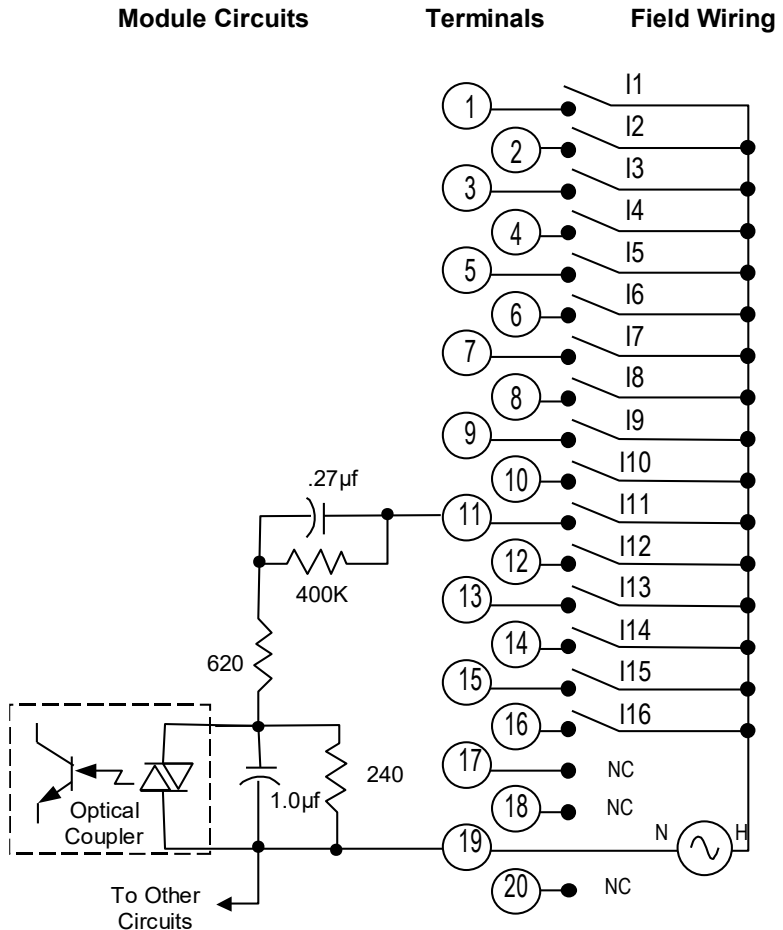 Module Circuits Terminals Field Wiring
I1
1
I2
2
I3
3
I4
4
I5
5
I6
6
I7
7
I8
8
I9
9
I10
10
.27µf
I11
11
I12
12
400K
I13
13
I14
14
620
I15
15
I16
16
17 NC
240
1.0µf
18 NC
Optical
Coupler
19 N H
20 NC
To Other
Circuits